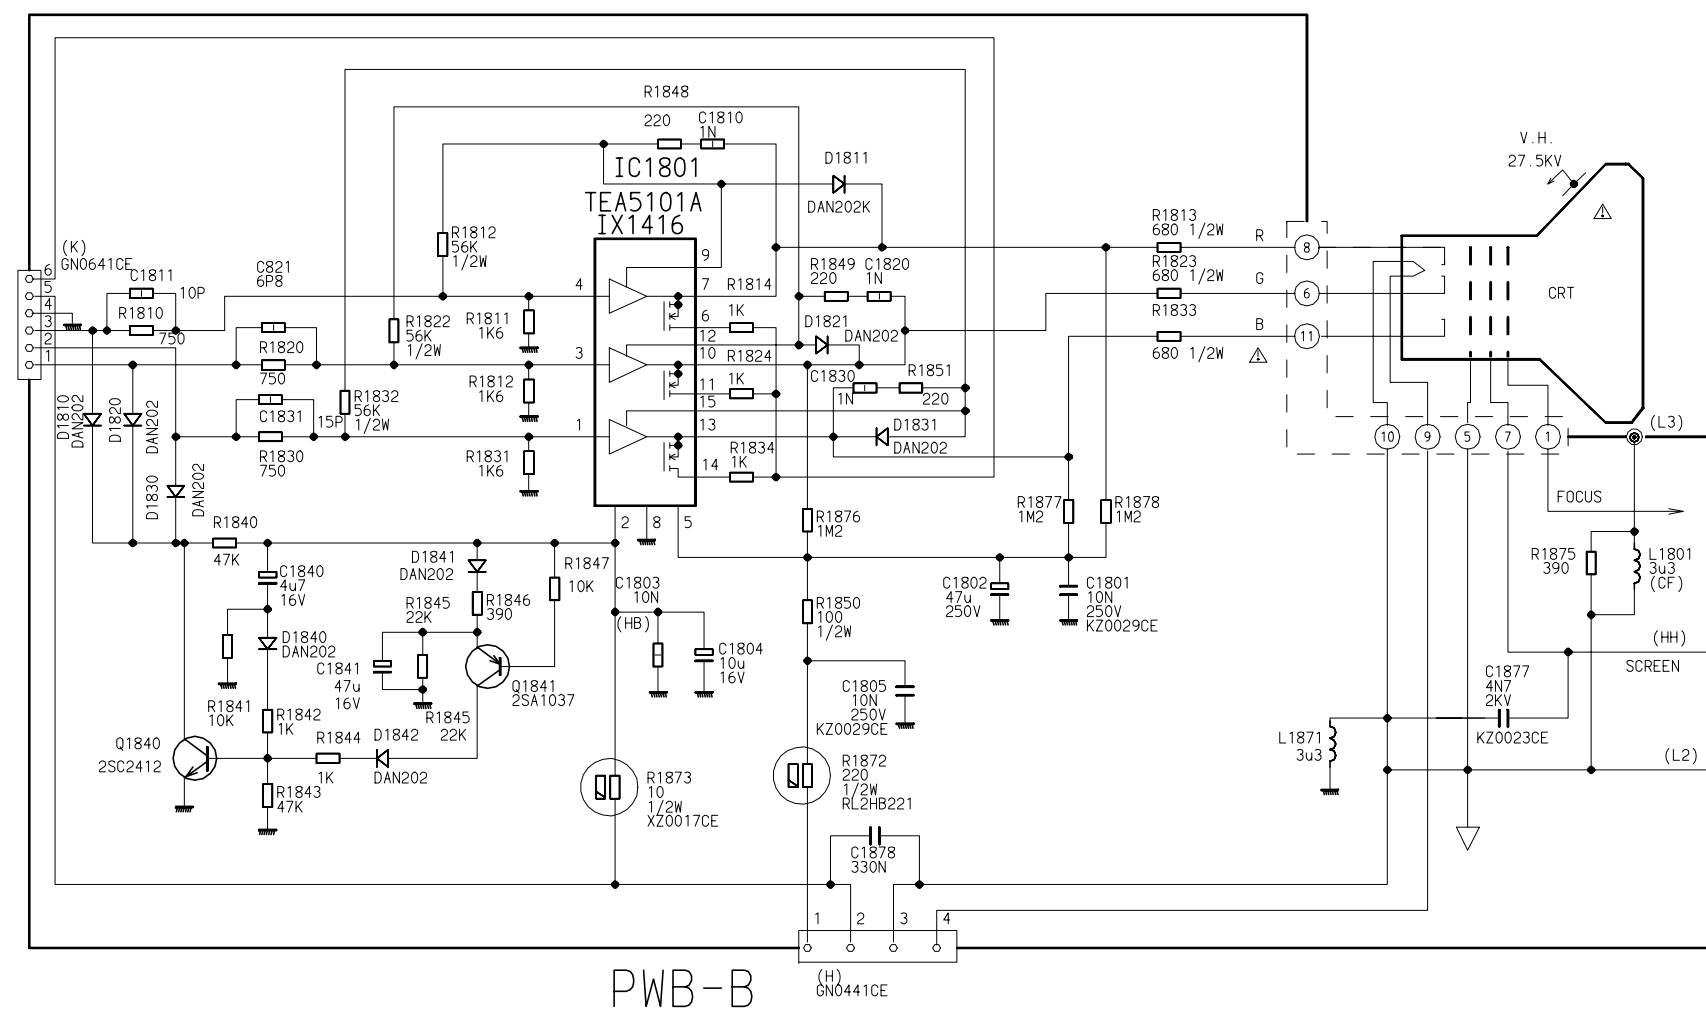 R1848
220
C1810
1N
IC1801
TEA5101A
IX1416
D1811
DAN202K
V.H.
27.5KV
CRT
R1812
56K
1/2W
(K)
GN0641CE
6
5
4
3
2
1
C1811
10P
R1810
750
C821
6P8
R1820
750
C1831
15P
R1830
750
R1822
56K
1/2W
R1832
56K
1/2W
R1811
1K6
R1812
1K6
R1831
1K6
4
3
1
9
7
6
12
10
11
15
13
14
2
8
5
R1814
1K
R1824
1K
R1834
1K
R1849
220
C1820
1N
D1821
DAN202
C1830
1N
R1851
220
D1831
DAN202
R1813
680 1/2W
R1823
680 1/2W
R1833
680 1/2W
R
G
B
8
6
11
10
9
5
7
1
(L3)
FOCUS
D1810
DAN202
D1820
DAN202
D1830
DAN202
R1840
47K
C1840
4u7
16V
D1840
DAN202
R1841
10K
R1842
1K
R1843
47K
Q1840
2SC2412
R1844
1K
D1842
DAN202
D1841
DAN202
R1846
390
R1845
22K
C1841
47u
16V
R1845
22K
Q1841
2SA1037
R1847
10K
C1803
10N
(HB)
C1804
10u
16V
R1873
10
1/2W
XZ0017CE
R1876
1M2
R1850
100
1/2W
C1805
10N
250V
KZ0029CE
R1872
220
1/2W
RL2HB221
C1878
330N
C1802
47u
250V
C1801
10N
250V
KZ0029CE
R1877
1M2
R1878
1M2
R1875
390
L1801
3u3
(CF)
(HH)
SCREEN
C1877
4N7
2KV
KZ0023CE
L1871
3u3
(L2)
1
2
3
4
(H)
GN0441CE
PWB-B